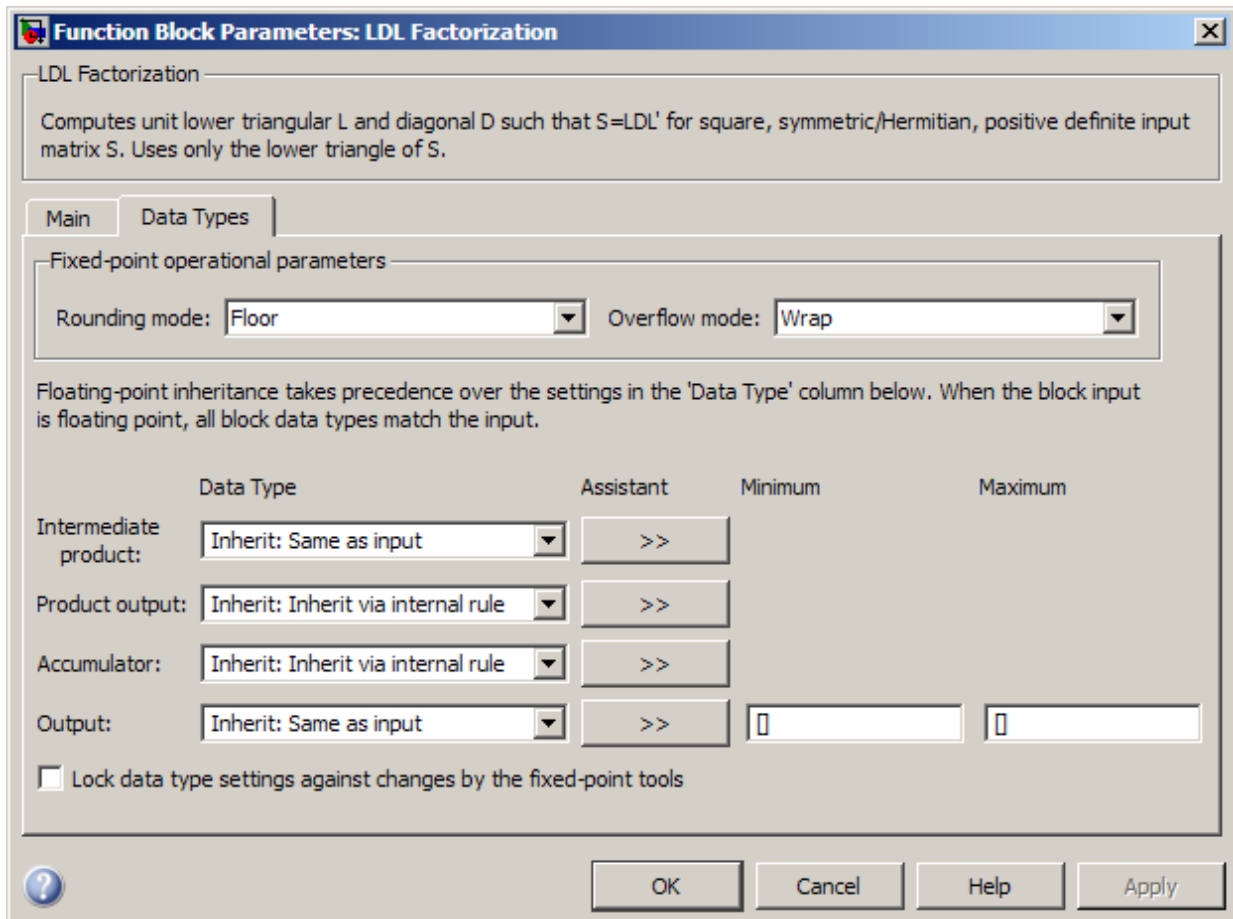 Function Block Parameters: LDL Factorization
LDL Factorization
Computes unit lower triangular L and diagonal D such that S=LDL' for square, symmetric/Hermitian, positive definite input
matrix S. Uses only the lower triangle of S.
Main Data Types
Fixed-point operational parameters
Rounding mode: Floor Overflow mode: Wrap
Floating-point inheritance takes precedence over the settings in the 'Data Type' column below. When the block input
is floating point, all block data types match the input.
Data Type Assistant Minimum Maximum
Intermediate
product: Inherit: Same as input >>
Product output: Inherit: Inherit via internal rule >>
Accumulator: Inherit: Inherit via internal rule >>
Output: Inherit: Same as input >> [] []
Lock data type settings against changes by the fixed-point tools
? OK Cancel Help Apply